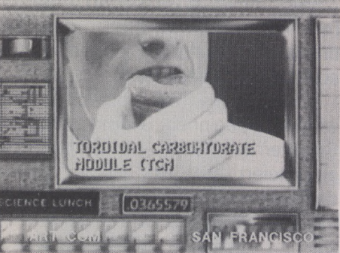 TOROIDAL CARBOHYDRATE
MODULE (TCM
SCIENCE LUNCH
.0365579
ART COM
SAN FRANCISCO